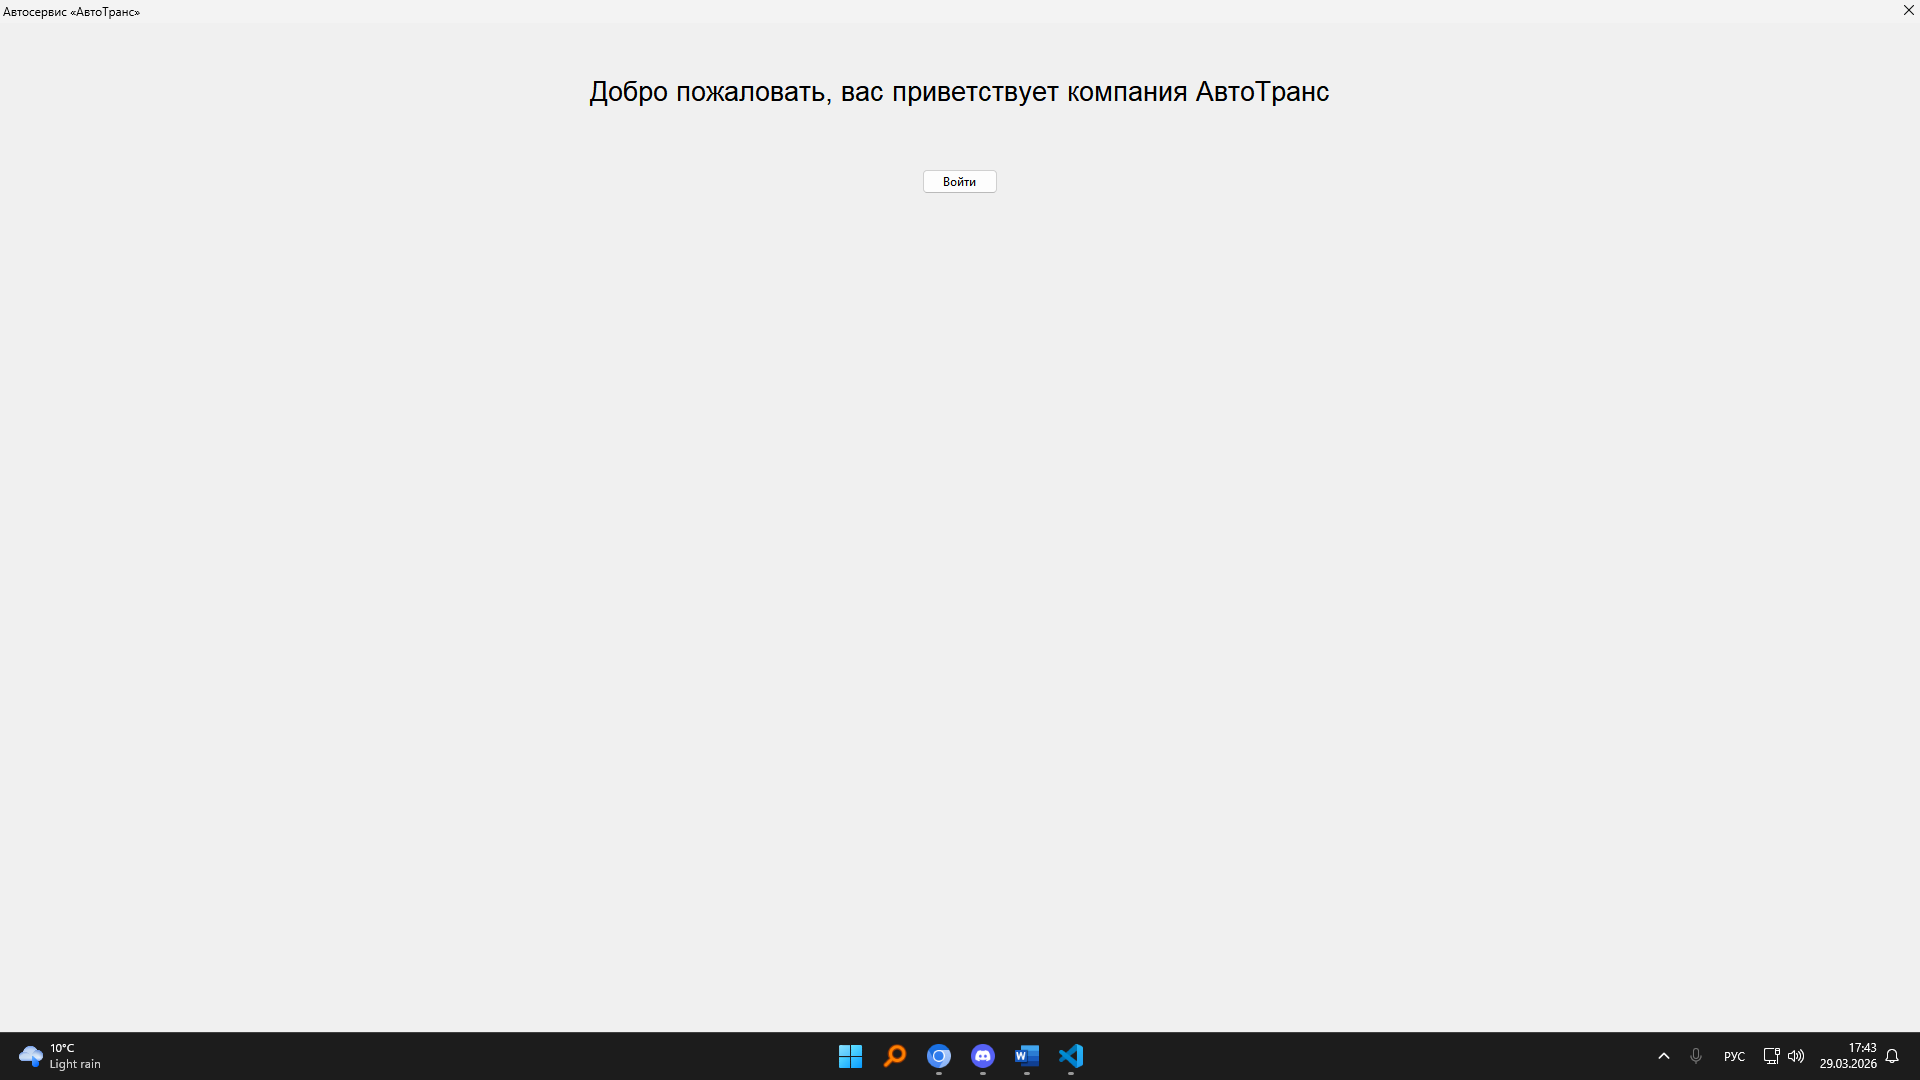 Автосервис «АвтоТранс»
Добро пожаловать, вас приветствует компания АвтоТранс
Войти
10°C
Light rain
W
РУС
17:43
29.03.2026